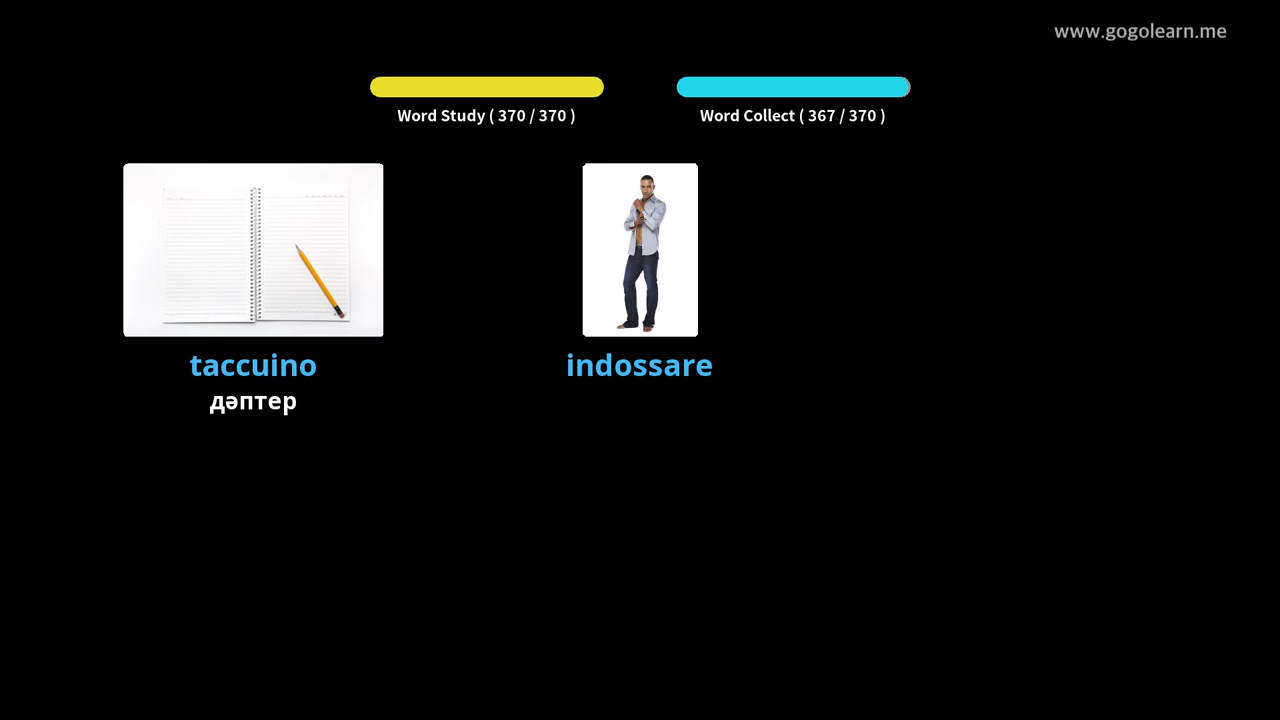 www.gogolearn.me
Word Study ( 370 / 370 )
Word Collect ( 367 / 370 )
taccuino
дәптер
indossare